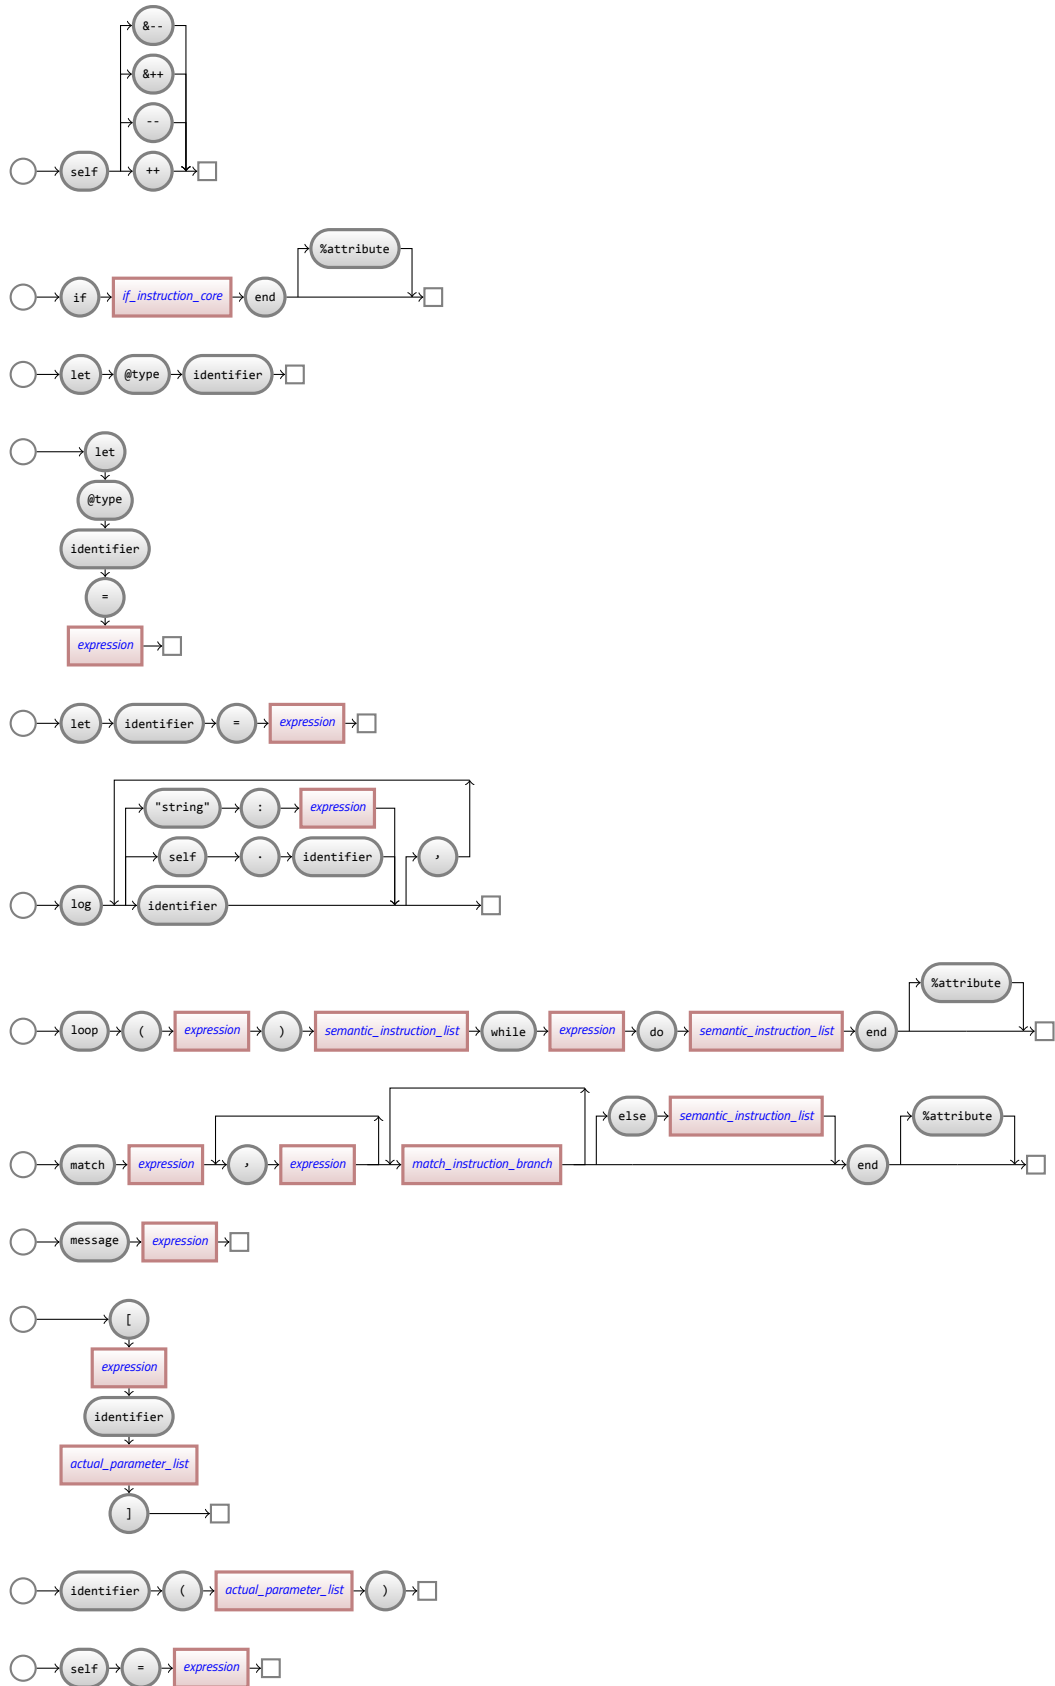 &--
&++
--
self ++
%attribute
if if_instruction_core end
let @type identifier
let
@type
identifier
=
expression
let identifier = expression
"string" : expression
self . identifier ,
log identifier
%attribute
loop ( expression ) semantic_instruction_list while expression do semantic_instruction_list end
else semantic_instruction_list %attribute
match expression , expression match_instruction_branch end
message expression
[
expression
identifier
actual_parameter_list
]
identifier ( actual_parameter_list )
self = expression